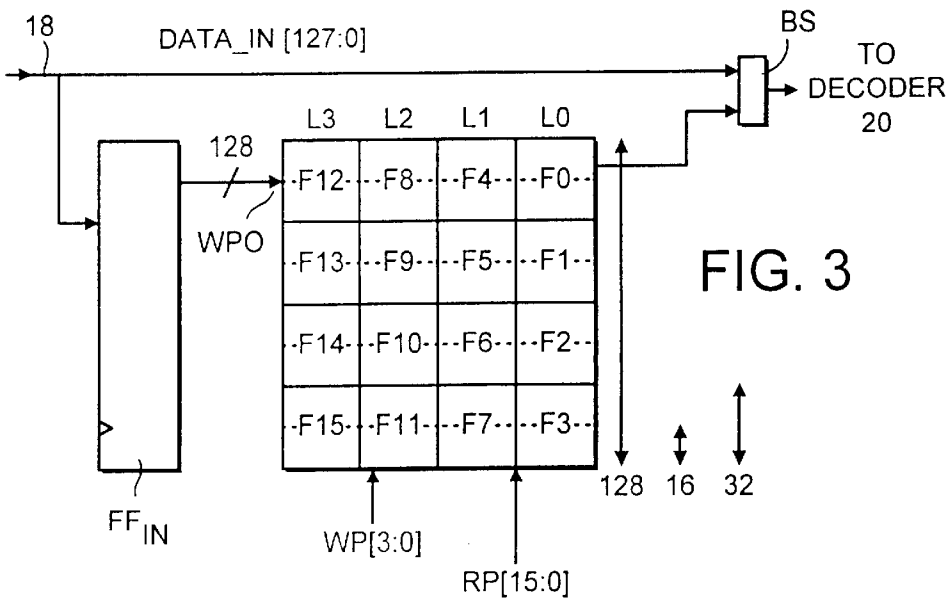 18
DATA_IN [127:0]
BS
TO
DECODER
20
L3 L2 L1 L0
128
WPO
F12 F8 F4 F0
F13 F9 F5 F1
F14 F10 F6 F2
F15 F11 F7 F3
FIG. 3
128 16 32
FFIN
WP[3:0]
RP[15:0]